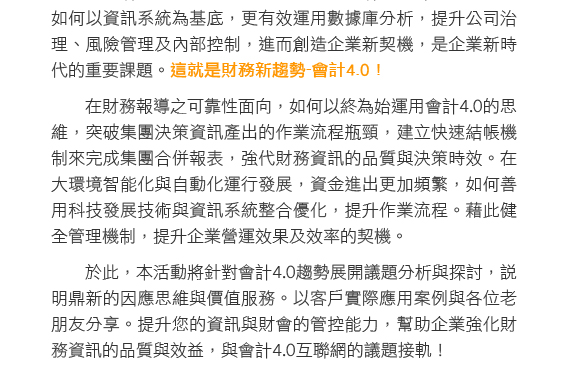 如何以資訊系統為基底，更有效運用數據庫分析，提升公司治
理、風險管理及內部控制，進而創造企業新契機，是企業新時
代的重要課題。這就是財務新趨勢-會計4.0！
在財務報導之可靠性面向，如何以終為始運用會計4.0的思
維，突破集團決策資訊產出的作業流程瓶頸，建立快速結帳機
制來完成集團合併報表，強代財務資訊的品質與決策時效。在
大環境智能化與自動化運行發展，資金進出更加頻繁，如何善
用科技發展技術與資訊系統整合優化，提升作業流程。藉此健
全管理機制，提升企業營運效果及效率的契機。
於此，本活動將針對會計4.0趨勢展開議題分析與探討，説
明鼎新的因應思維與價值服務。以客戶實際應用案例與各位老
朋友分享。提升您的資訊與財會的管控能力，幫助企業強化財
務資訊的品質與效益，與會計4.0互聯網的議題接軌！